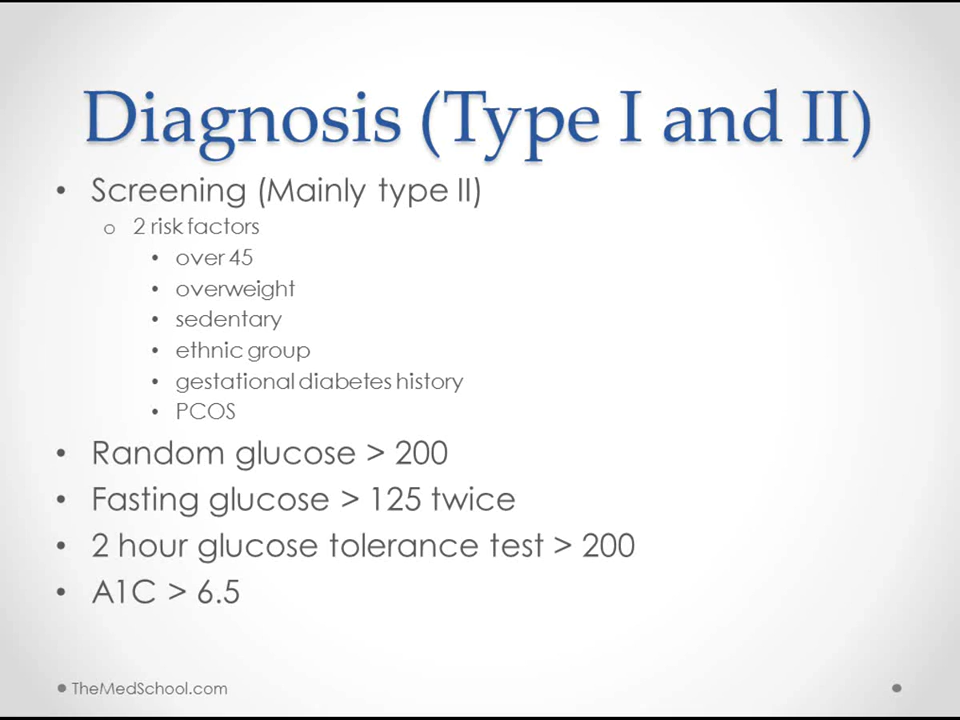 Diagnosis (Type I and II)
• Screening (Mainly type II)
o 2 risk factors
• over 45
• overweight
• sedentary
• ethnic group
• gestational diabetes history
• PCOS
• Random glucose > 200
• Fasting glucose > 125 twice
• 2 hour glucose tolerance test > 200
• A1C > 6.5
TheMedSchool.com